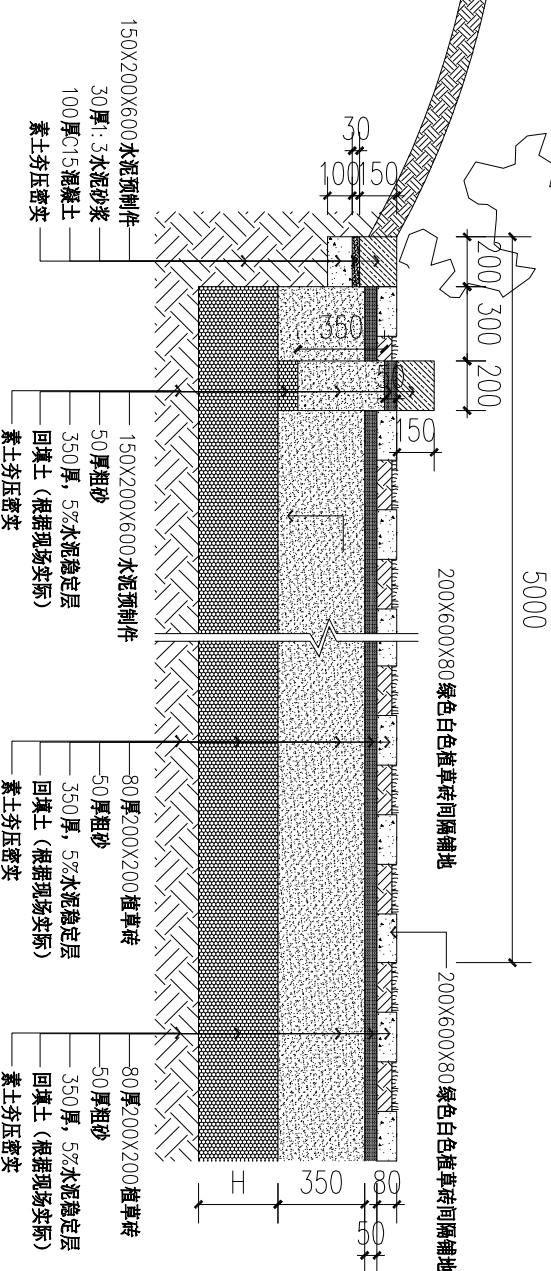 5000
200
300
200
30
100
150
360
150
200X600X80绿色白色植草砖间隔铺地
200X600X80绿色白色植草砖间隔铺地
H
350
80
50
150X200X600水泥预制件
30厚1:3水泥砂浆
100厚C15混凝土
素土夯压密实
150X200X600水泥预制件
50厚粗砂
350厚，5%水泥稳定层
回填土（根据现场实际）
素土夯压密实
80厚200X200植草砖
50厚粗砂
350厚，5%水泥稳定层
回填土（根据现场实际）
素土夯压密实
80厚200X200植草砖
50厚粗砂
350厚，5%水泥稳定层
回填土（根据现场实际）
素土夯压密实